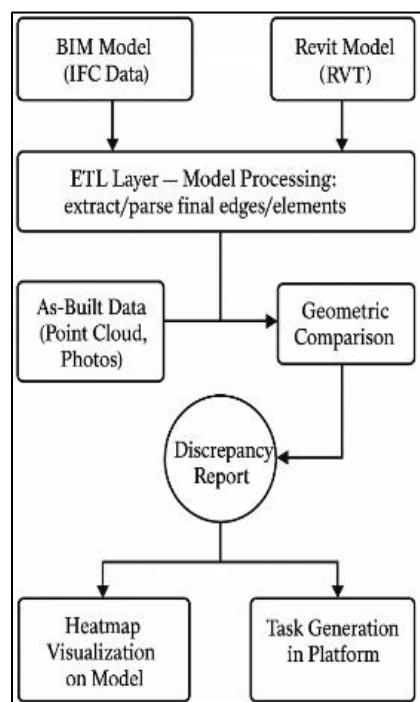 BIM Model
(IFC Data)
Revit Model
(RVT)
ETL Layer — Model Processing:
extract/parse final edges/elements
As-Built Data
(Point Cloud,
Photos)
Geometric
Comparison
Discrepancy
Report
Heatmap
Visualization
on Model
Task Generation
in Platform